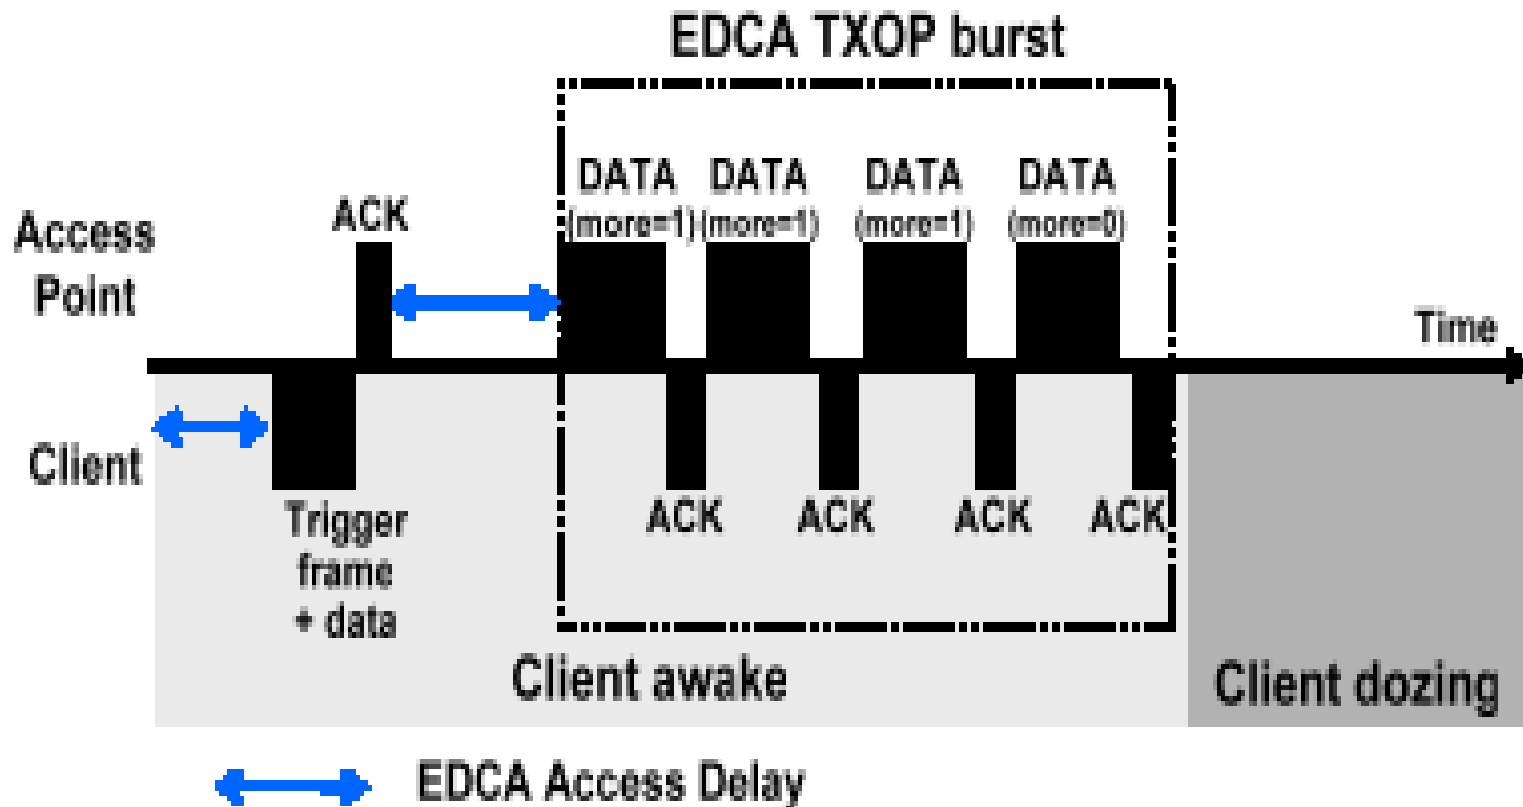 EDCA TXOP burst
DATA DATA DATA DATA
(more=1) (more=1) (more=1) (more=0)
ACK
Access
Point
Time
Client
Trigger
frame
+ data
ACK ACK ACK ACK
Client awake
Client dozing
EDCA Access Delay